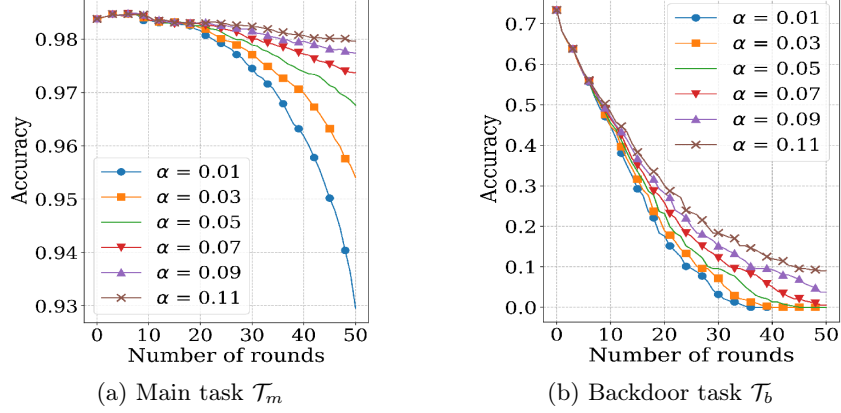 0.98
0.97
0.96
0.95
0.94
0.93
Accuracy
α = 0.01
α = 0.03
α = 0.05
α = 0.07
α = 0.09
α = 0.11
0 10 20 30 40 50
Number of rounds
(a) Main task 𝒯m
0.7
0.6
0.5
0.4
0.3
0.2
0.1
0.0
Accuracy
α = 0.01
α = 0.03
α = 0.05
α = 0.07
α = 0.09
α = 0.11
0 10 20 30 40 50
Number of rounds
(b) Backdoor task 𝒯b